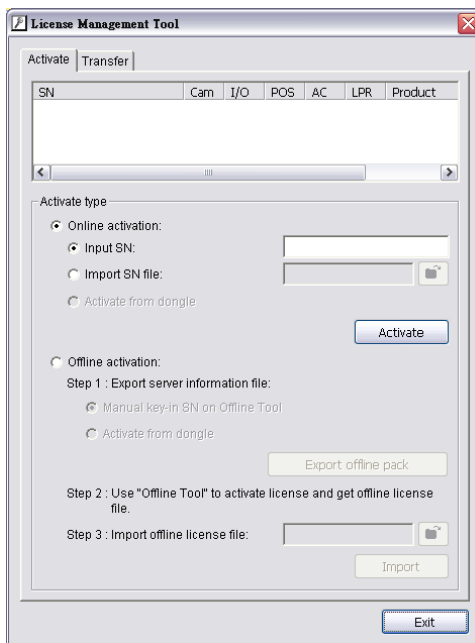 License Management Tool
Activate Transfer
SN Cam I/O POS AC LPR Product
Activate type
Online activation:
Input SN:
Import SN file:
Activate from dongle
Activate
Offline activation:
Step 1 : Export server information file:
Manual key-in SN on Offline Tool
Activate from dongle
Export offline pack
Step 2 : Use "Offline Tool" to activate license and get offline license
file.
Step 3 : Import offline license file:
Import
Exit